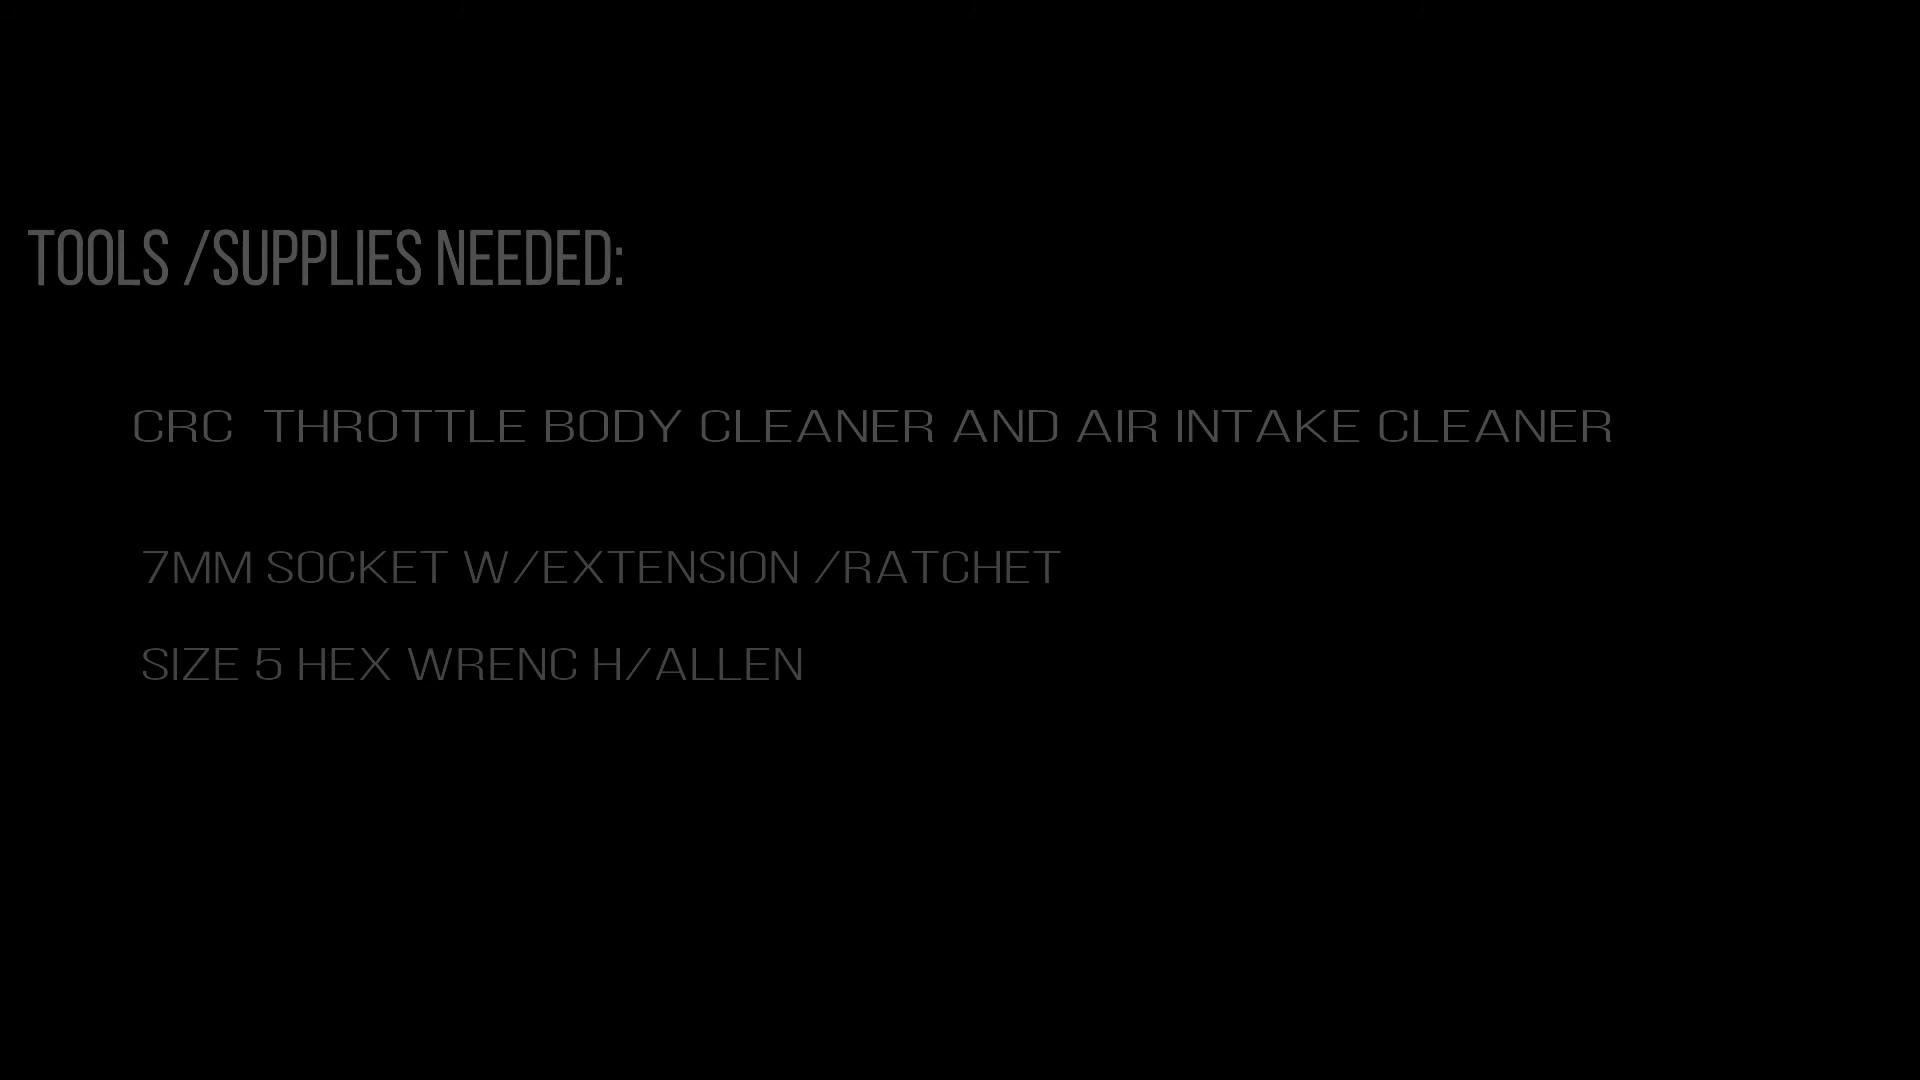 TOOLS /SUPPLIES NEEDED:
CRC  THROTTLE BODY CLEANER AND AIR INTAKE CLEANER
7MM SOCKET W/EXTENSION /RATCHET
SIZE 5 HEX WRENC H/ALLEN